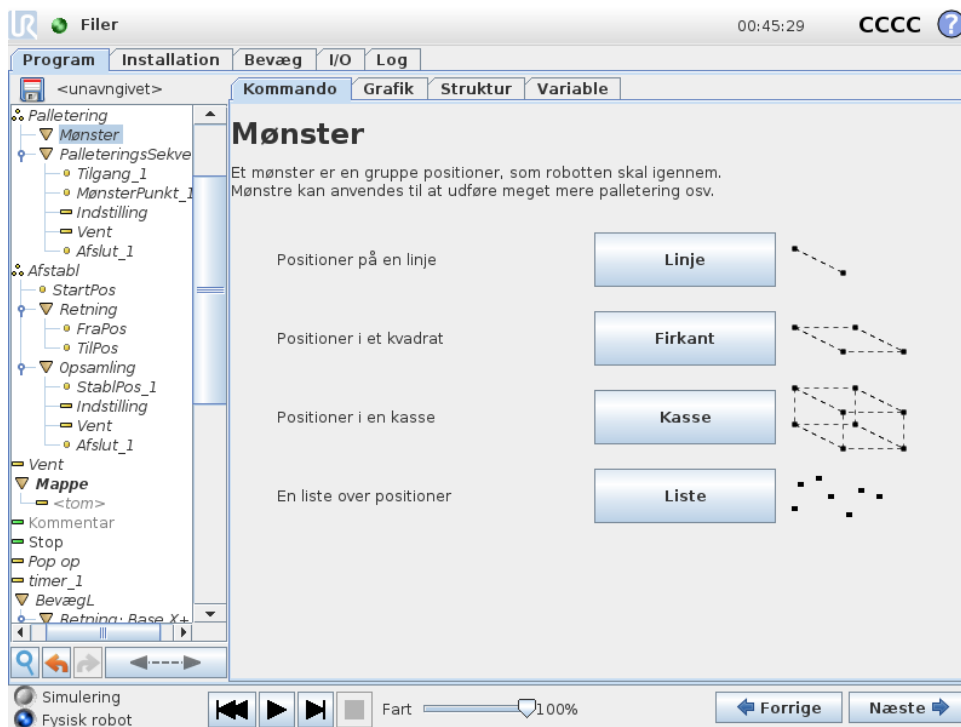 UR Filer 00:45:29 CCCC ?
Program Installation Bevæg I/O Log
<unavngivet>
Kommando Grafik Struktur Variable
Palletering
Mønster
PalleteringsSekve
Tilgang_1
MønsterPunkt_1
Indstilling
Vent
Afslut_1
Afstabl
StartPos
Retning
FraPos
TilPos
Opsamling
StablPos_1
Indstilling
Vent
Afslut_1
Vent
Mappe
<tom>
Kommentar
Stop
Pop op
timer_1
BevægL
Retning: Base X+
Mønster
Et mønster er en gruppe positioner, som robotten skal igennem.
Mønstre kan anvendes til at udføre meget mere palletering osv.
Positioner på en linje Linje
Positioner i et kvadrat Firkant
Positioner i en kasse Kasse
En liste over positioner Liste
Simulering
Fysisk robot
Fart 100%
Forrige Næste